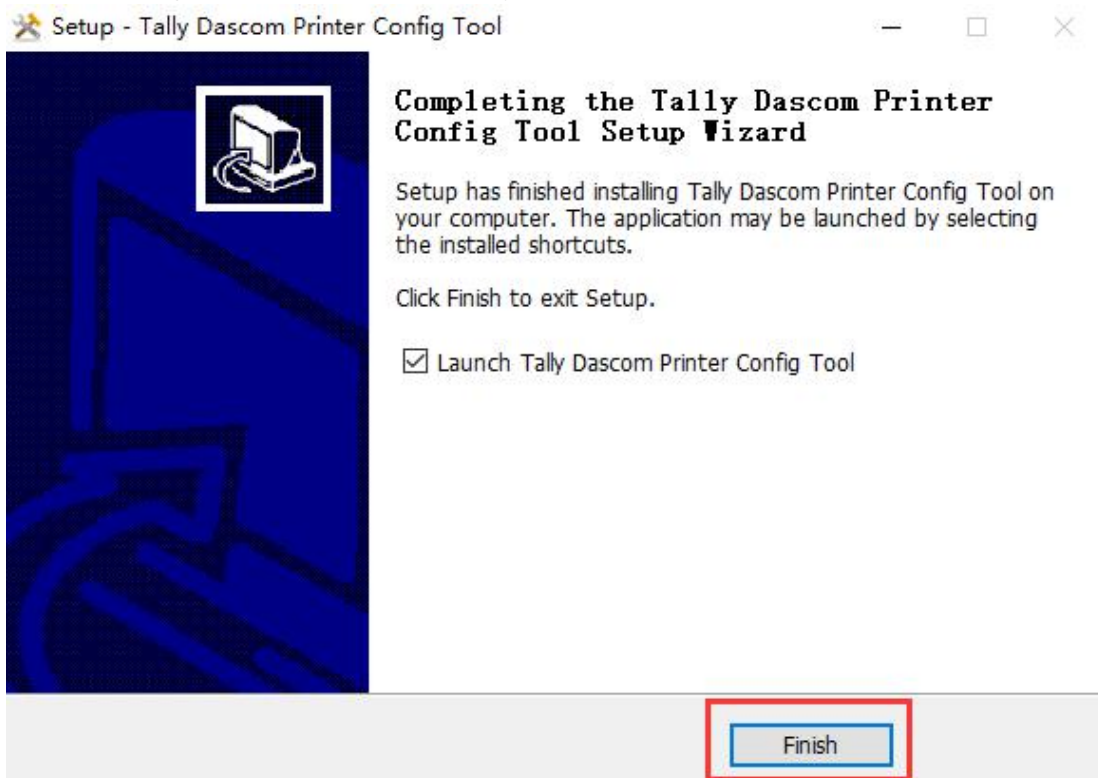 Setup - Tally Dascom Printer Config Tool
Completing the Tally Dascom Printer
Config Tool Setup Wizard
Setup has finished installing Tally Dascom Printer Config Tool on
your computer. The application may be launched by selecting
the installed shortcuts.
Click Finish to exit Setup.
Launch Tally Dascom Printer Config Tool
Finish